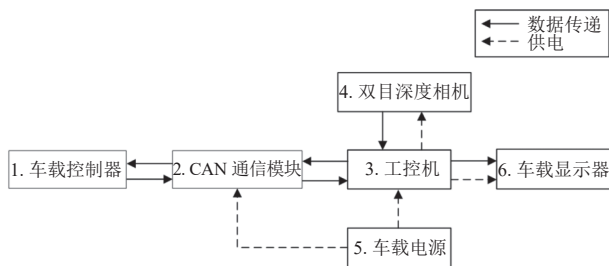 数据传递
供电
4. 双目深度相机
1. 车载控制器
2. CAN 通信模块
3. 工控机
6. 车载显示器
5. 车载电源